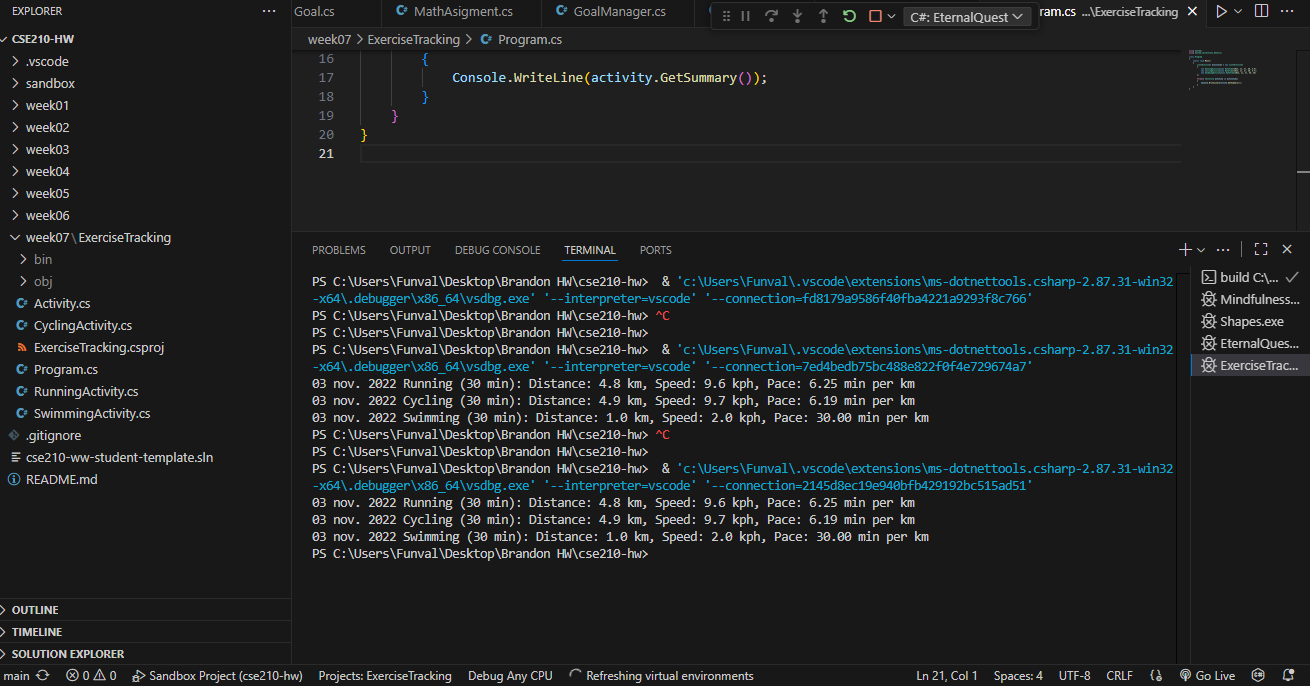 EXPLORER ···
Goal.cs MathAsigment.cs GoalManager.cs C#: EternalQuest ram.cs ...\ExerciseTracking
CSE210-HW
.vscode
sandbox
week01
week02
week03
week04
week05
week06
week07\ExerciseTracking
bin
obj
Activity.cs
CyclingActivity.cs
ExerciseTracking.csproj
Program.cs
RunningActivity.cs
SwimmingActivity.cs
.gitignore
cse210-ww-student-template.sln
README.md
OUTLINE
TIMELINE
SOLUTION EXPLORER
week07 > ExerciseTracking > Program.cs
16 {
17 Console.WriteLine(activity.GetSummary());
18 }
19 }
20 }
21
PROBLEMS OUTPUT DEBUG CONSOLE TERMINAL PORTS
PS C:\Users\Funval\Desktop\Brandon HW\cse210-hw>  & 'c:\Users\Funval\.vscode\extensions\ms-dotnettools.csharp-2.87.31-win32
-x64\.debugger\x86_64\vsdbg.exe' '--interpreter=vscode' '--connection=fd8179a9586f40fba4221a9293f8c766'
PS C:\Users\Funval\Desktop\Brandon HW\cse210-hw> ^C
PS C:\Users\Funval\Desktop\Brandon HW\cse210-hw>
PS C:\Users\Funval\Desktop\Brandon HW\cse210-hw>  & 'c:\Users\Funval\.vscode\extensions\ms-dotnettools.csharp-2.87.31-win32
-x64\.debugger\x86_64\vsdbg.exe' '--interpreter=vscode' '--connection=7ed4bedb75bc488e822f0f4e729674a7'
03 nov. 2022 Running (30 min): Distance: 4.8 km, Speed: 9.6 kph, Pace: 6.25 min per km
03 nov. 2022 Cycling (30 min): Distance: 4.9 km, Speed: 9.7 kph, Pace: 6.19 min per km
03 nov. 2022 Swimming (30 min): Distance: 1.0 km, Speed: 2.0 kph, Pace: 30.00 min per km
PS C:\Users\Funval\Desktop\Brandon HW\cse210-hw> ^C
PS C:\Users\Funval\Desktop\Brandon HW\cse210-hw>
PS C:\Users\Funval\Desktop\Brandon HW\cse210-hw>  & 'c:\Users\Funval\.vscode\extensions\ms-dotnettools.csharp-2.87.31-win32
-x64\.debugger\x86_64\vsdbg.exe' '--interpreter=vscode' '--connection=2145d8ec19e940bfb429192bc515ad51'
03 nov. 2022 Running (30 min): Distance: 4.8 km, Speed: 9.6 kph, Pace: 6.25 min per km
03 nov. 2022 Cycling (30 min): Distance: 4.9 km, Speed: 9.7 kph, Pace: 6.19 min per km
03 nov. 2022 Swimming (30 min): Distance: 1.0 km, Speed: 2.0 kph, Pace: 30.00 min per km
PS C:\Users\Funval\Desktop\Brandon HW\cse210-hw>
build C:\...
Mindfulness...
Shapes.exe
EternalQues...
ExerciseTrac...
main 0 0 Sandbox Project (cse210-hw) Projects: ExerciseTracking Debug Any CPU Refreshing virtual environments Ln 21, Col 1 Spaces: 4 UTF-8 CRLF Go Live